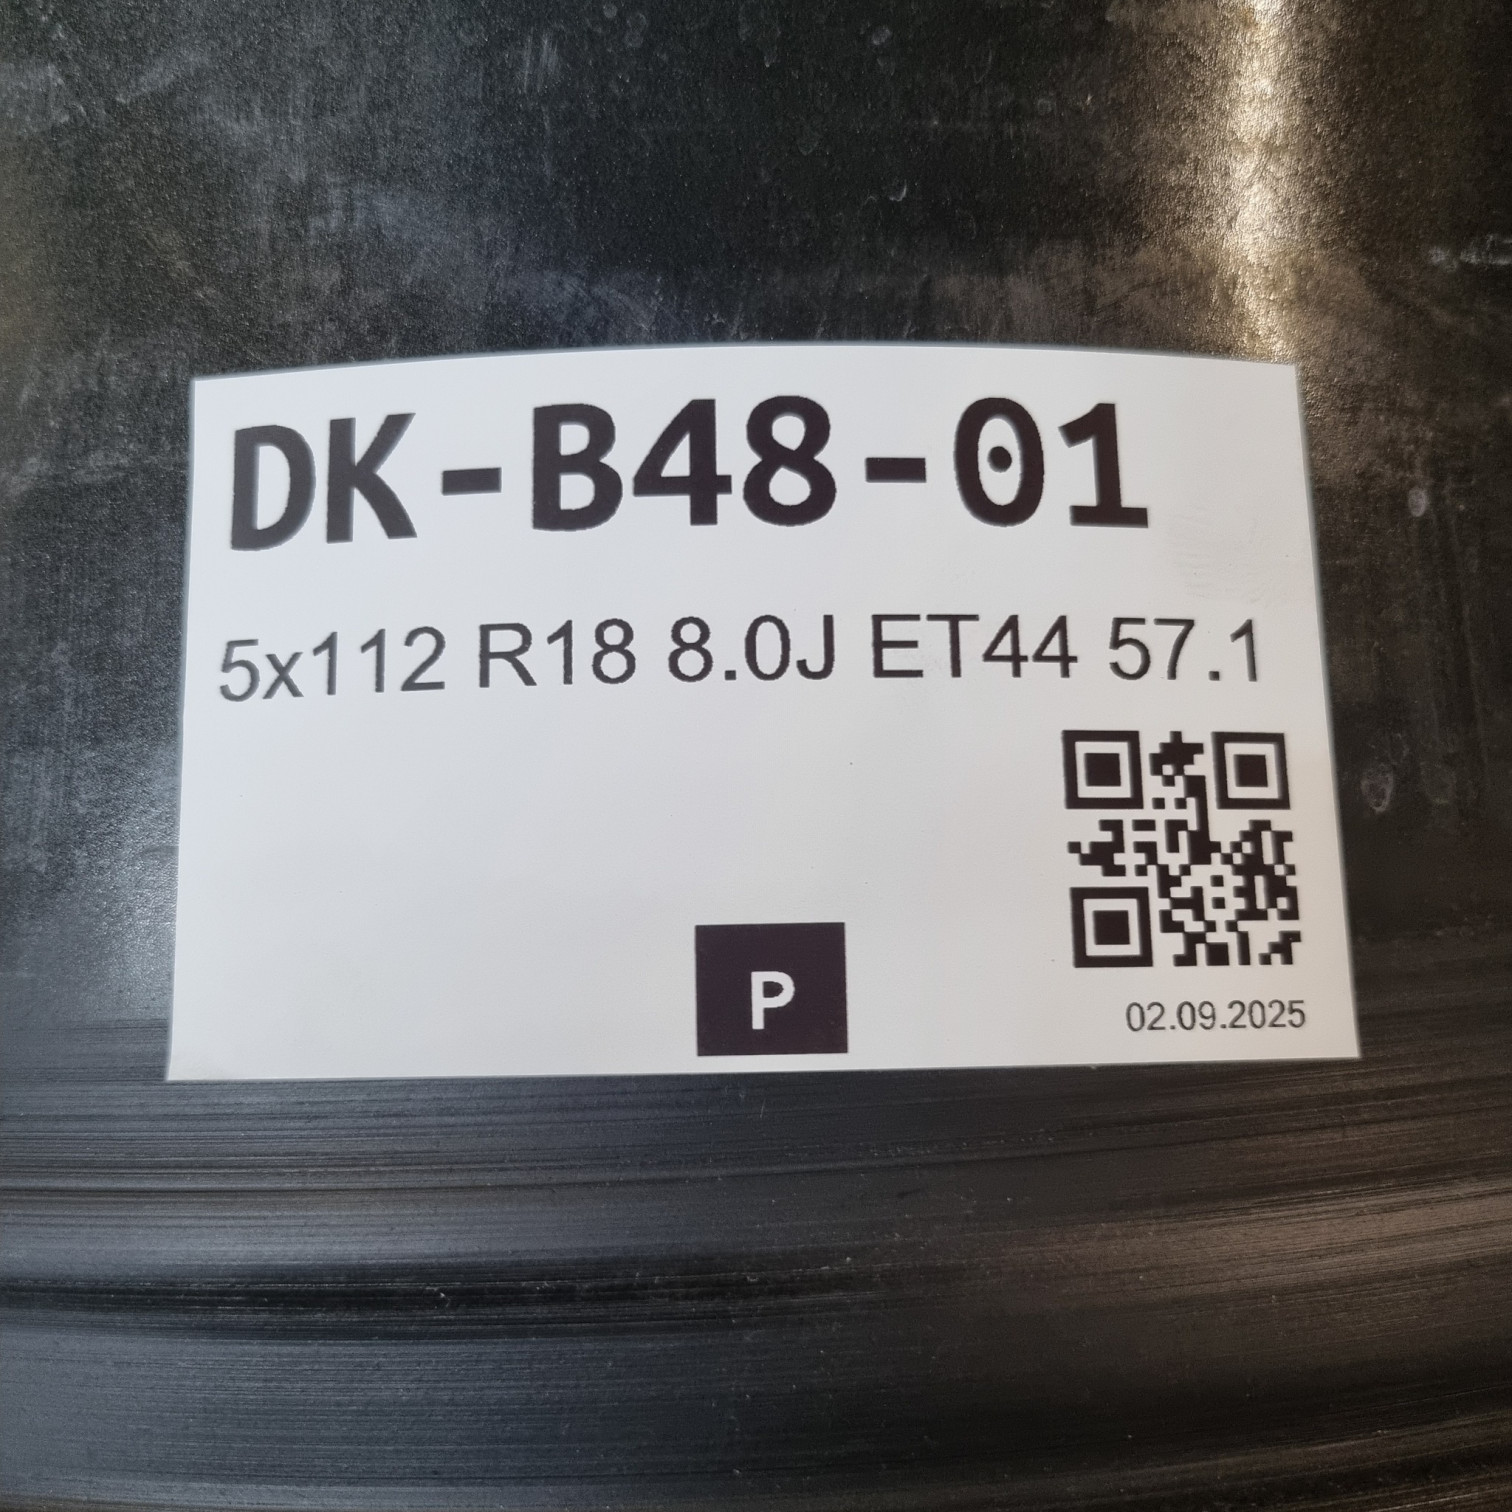 DK-B48-01
5x112 R18 8.0J ET44 57.1
P
02.09.2025